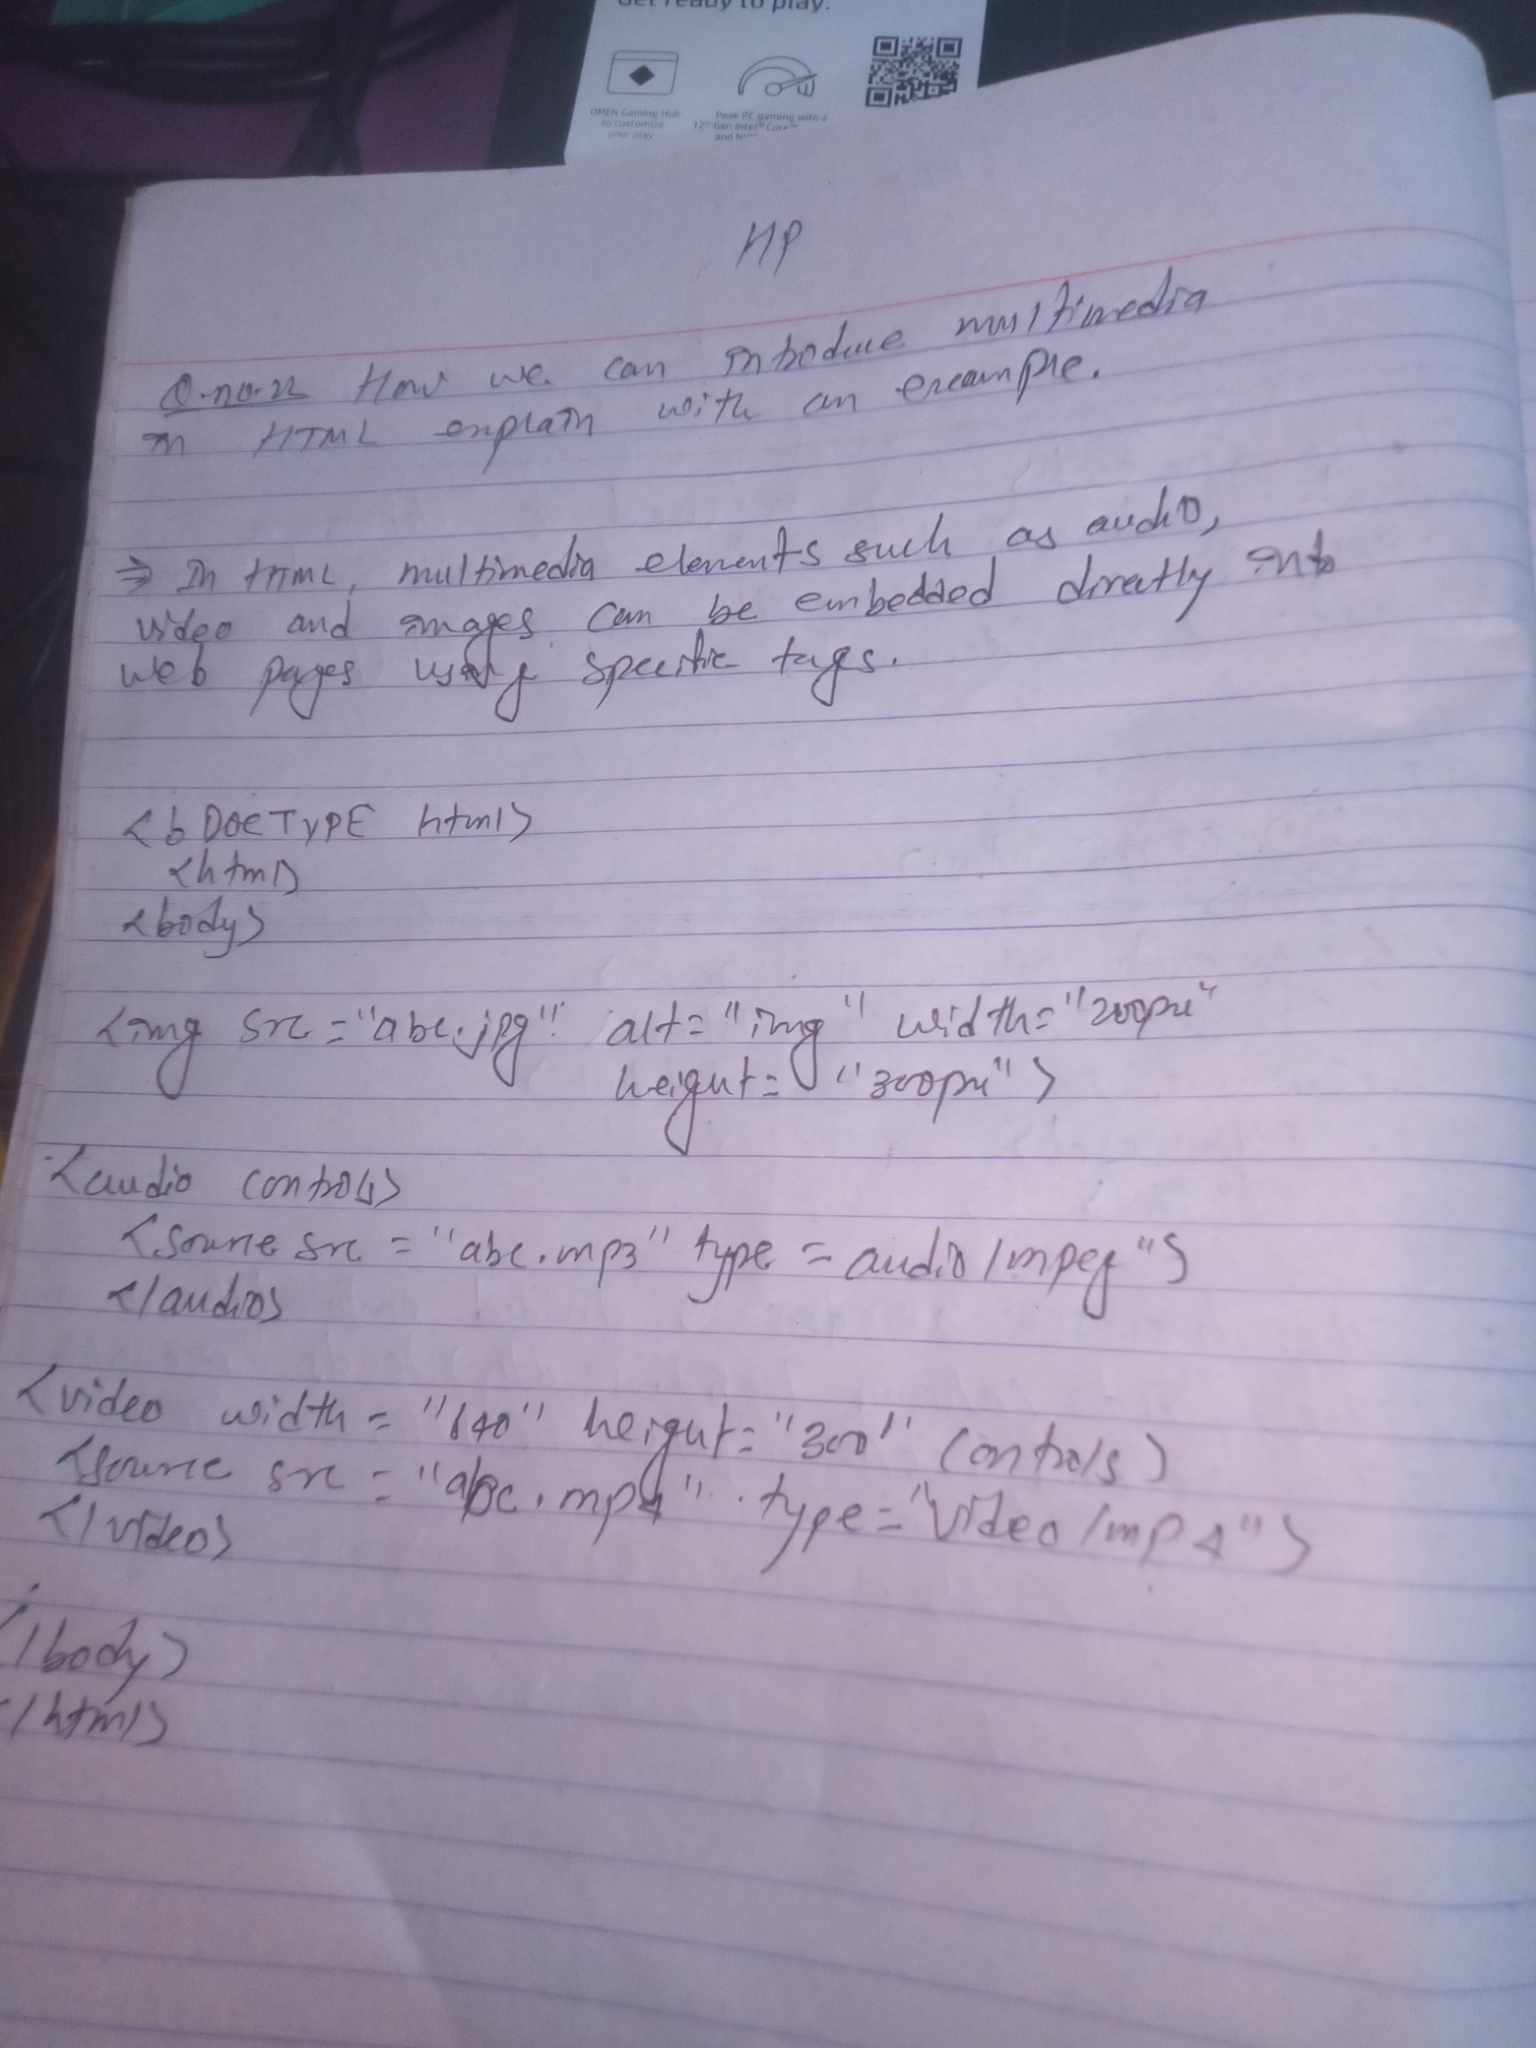 Get ready to play.
OMEN Gaming Hub
to customize
your play
Peak PC gaming with a
12th Gen Intel® Core™
and
HP
Q.no.22 How we can introduce multimedia
in HTML explain with an example.
⇒ In HTML, multimedia elements such as audio,
video and images can be embedded directly into
web pages using specific tags.
<b DOCTYPE html>
<html>
<body>
<img src="abc.jpg" alt="img" width="200px"
height="300px">
<audio controls>
<source src="abc.mp3" type=audio/mpeg">
</audio>
<video width="640" height="300" controls>
<source src="abc.mp4" type="video/mp4">
</video>
</body>
</html>